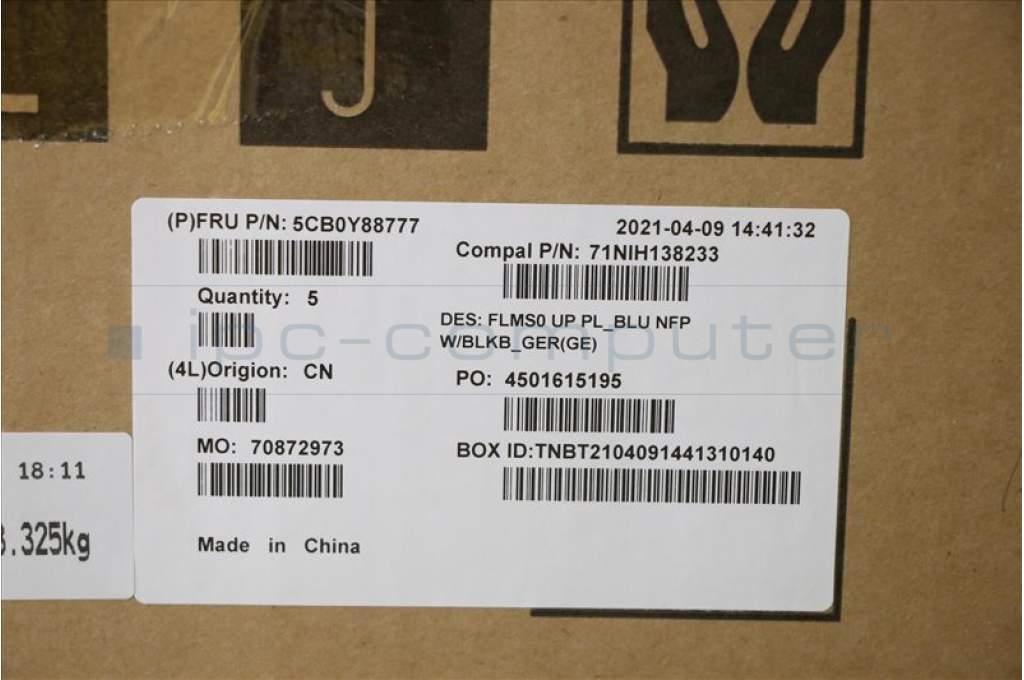 (P)FRU P/N: 5CB0Y88777
2021-04-09 14:41:32
Compal P/N: 71NIH138233
Quantity: 5
DES: FLMS0 UP PL_BLU NFP
W/BLKB_GER(GE)
(4L)Origion: CN
PO: 4501615195
MO: 70872973
BOX ID:TNBT2104091441310140
Made in China
18:11
.325kg
ipc-computer